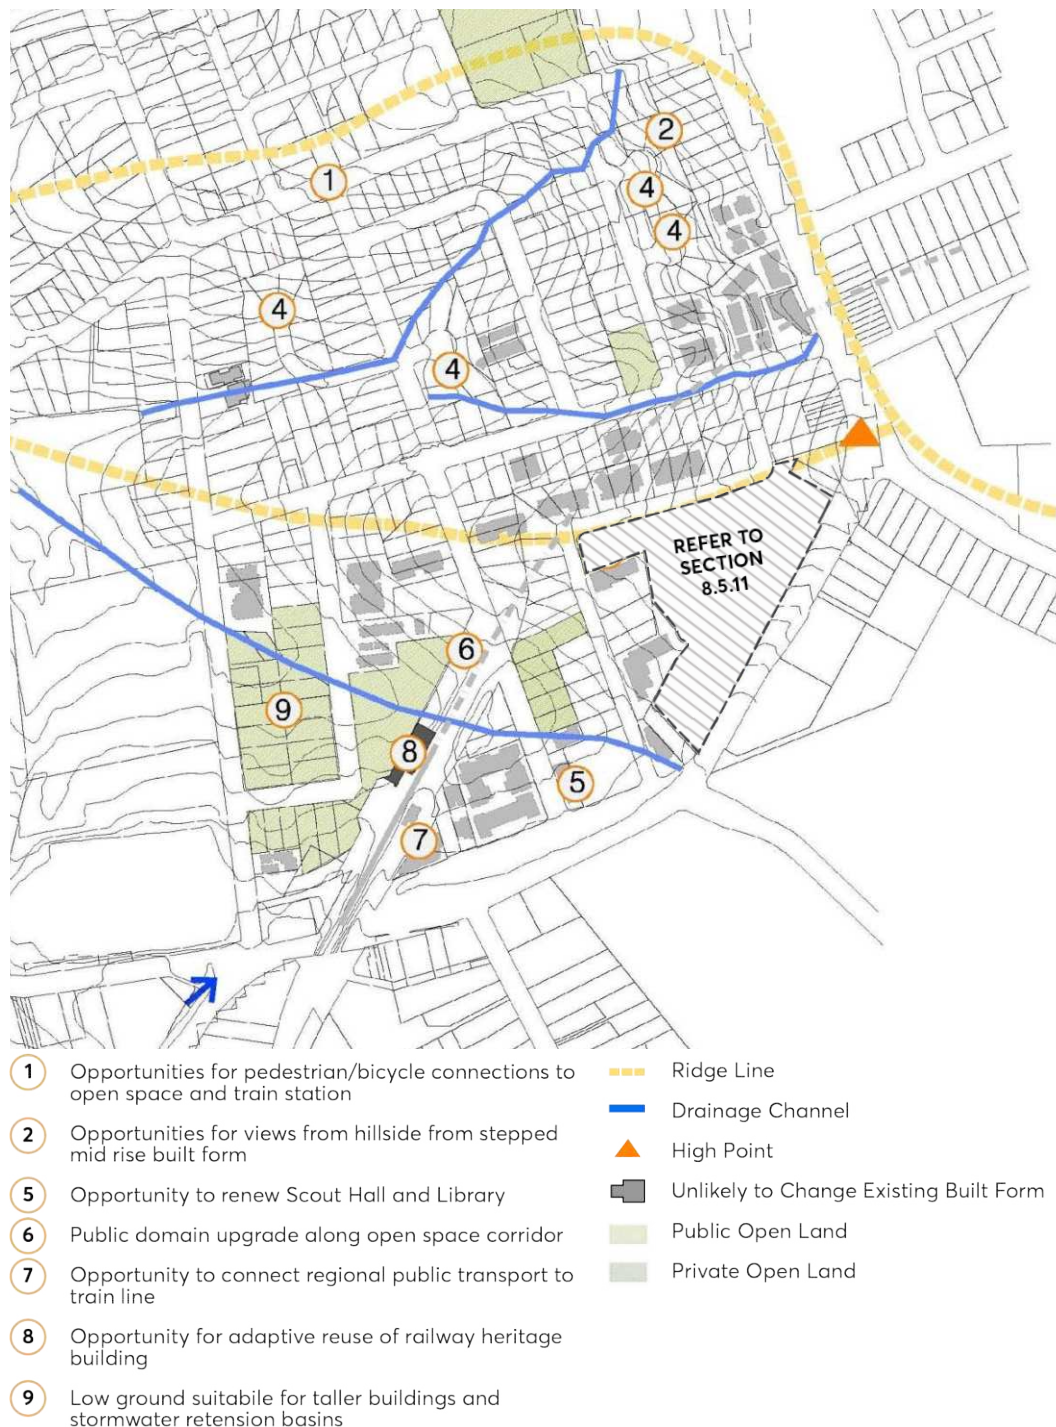 2
1
4
4
4
4
REFER TO
SECTION
8.5.11
6
9
8
5
7
1 Opportunities for pedestrian/bicycle connections to
open space and train station
2 Opportunities for views from hillside from stepped
mid rise built form
5 Opportunity to renew Scout Hall and Library
6 Public domain upgrade along open space corridor
7 Opportunity to connect regional public transport to
train line
8 Opportunity for adaptive reuse of railway heritage
building
9 Low ground suitabile for taller buildings and
stormwater retension basins
Ridge Line
Drainage Channel
High Point
Unlikely to Change Existing Built Form
Public Open Land
Private Open Land